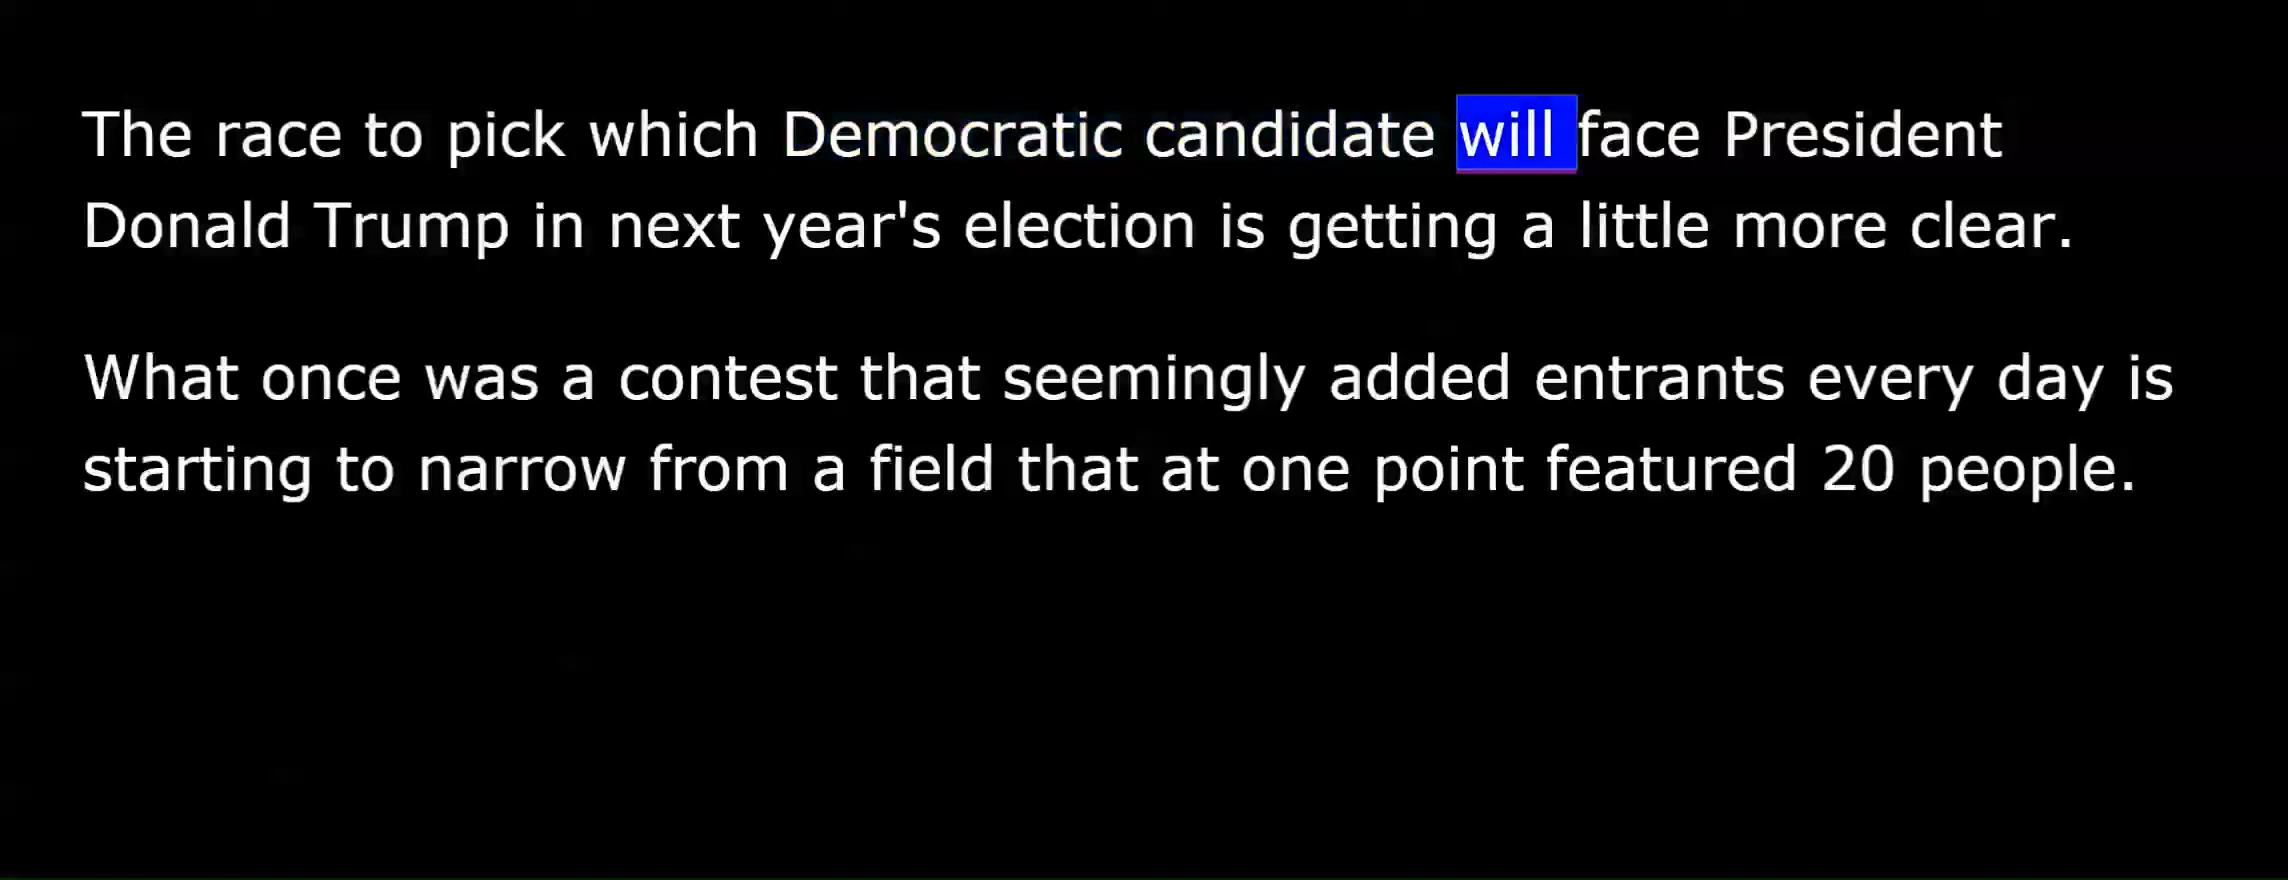 The race to pick which Democratic candidate will face President
Donald Trump in next year's election is getting a little more clear.
What once was a contest that seemingly added entrants every day is
starting to narrow from a field that at one point featured 20 people.